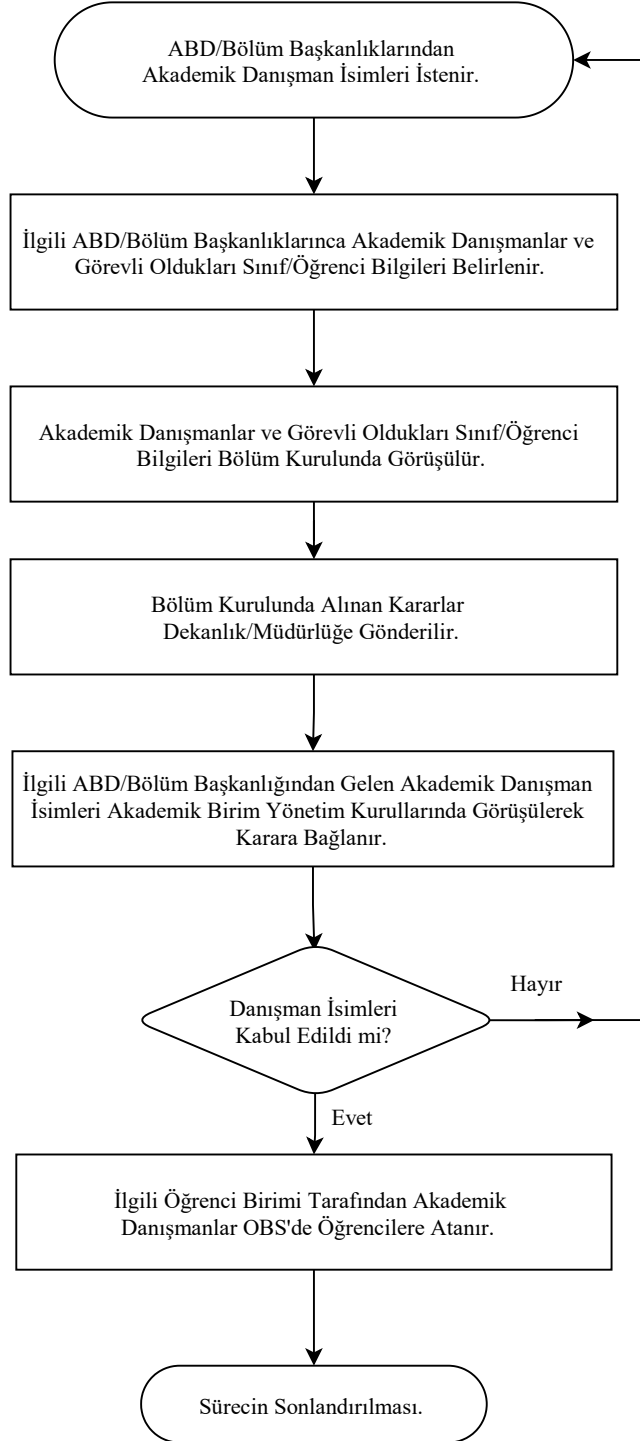 ABD/Bölüm Başkanlıklarından
Akademik Danışman İsimleri İstenir.
İlgili ABD/Bölüm Başkanlıklarınca Akademik Danışmanlar ve
Görevli Oldukları Sınıf/Öğrenci Bilgileri Belirlenir.
Akademik Danışmanlar ve Görevli Oldukları Sınıf/Öğrenci
Bilgileri Bölüm Kurulunda Görüşülür.
Bölüm Kurulunda Alınan Kararlar
Dekanlık/Müdürlüğe Gönderilir.
İlgili ABD/Bölüm Başkanlığından Gelen Akademik Danışman
İsimleri Akademik Birim Yönetim Kurullarında Görüşülerek
Karara Bağlanır.
Danışman İsimleri
Kabul Edildi mi?
Hayır
Evet
İlgili Öğrenci Birimi Tarafından Akademik
Danışmanlar OBS'de Öğrencilere Atanır.
Sürecin Sonlandırılması.